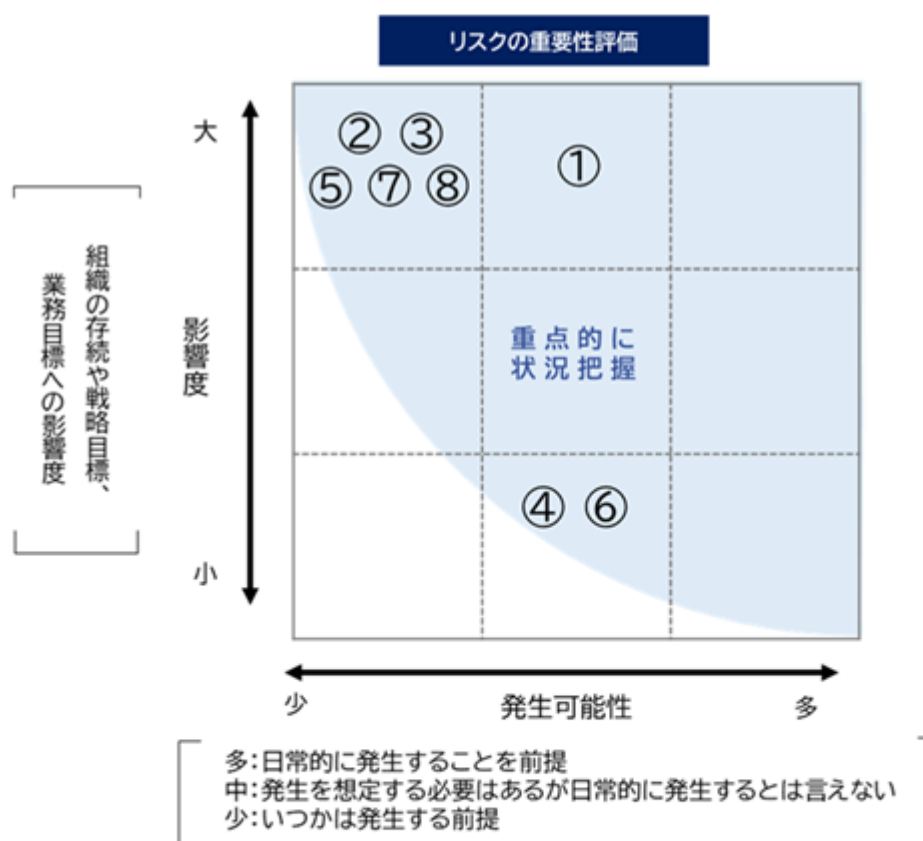 リスクの重要性評価
大
② ③
①
⑤ ⑦ ⑧
組織の存続や戦略目標、
業務目標への影響度
影響度
重点的に
状況把握
④ ⑥
小
少
発生可能性
多
多：日常的に発生することを前提
中：発生を想定する必要はあるが日常的に発生するとは言えない
少：いつかは発生する前提